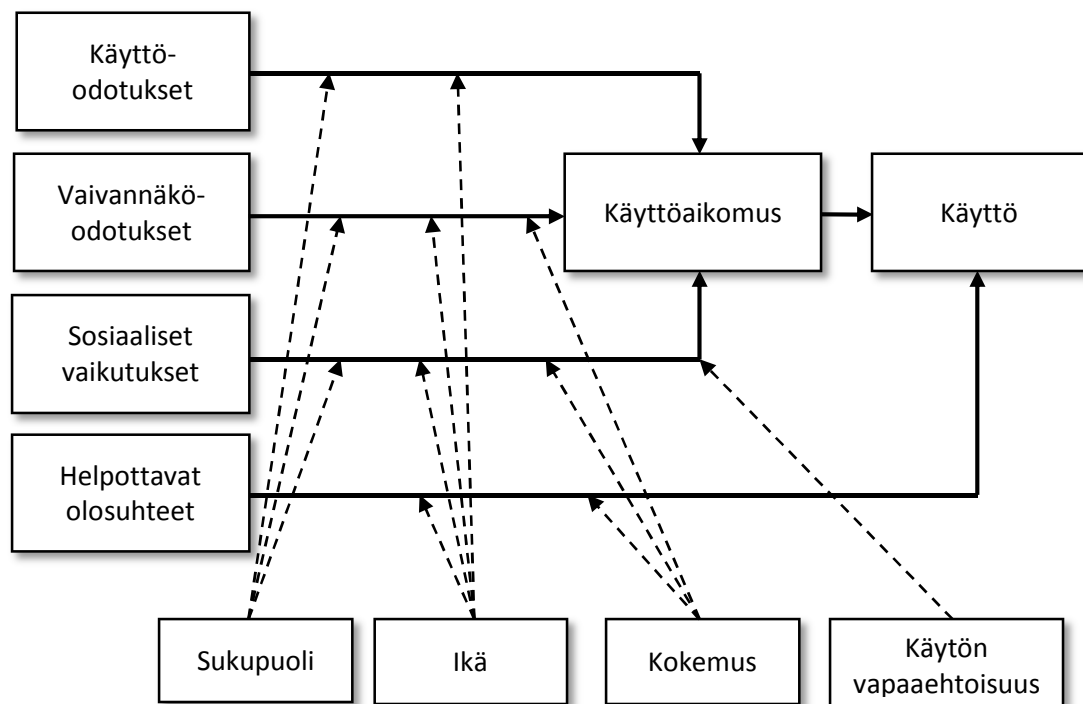 Käyttö-
odotukset
Vaivannäkö-
odotukset
Käyttöaikomus
Käyttö
Sosiaaliset
vaikutukset
Helpottavat
olosuhteet
Sukupuoli
Ikä
Kokemus
Käytön
vapaaehtoisuus